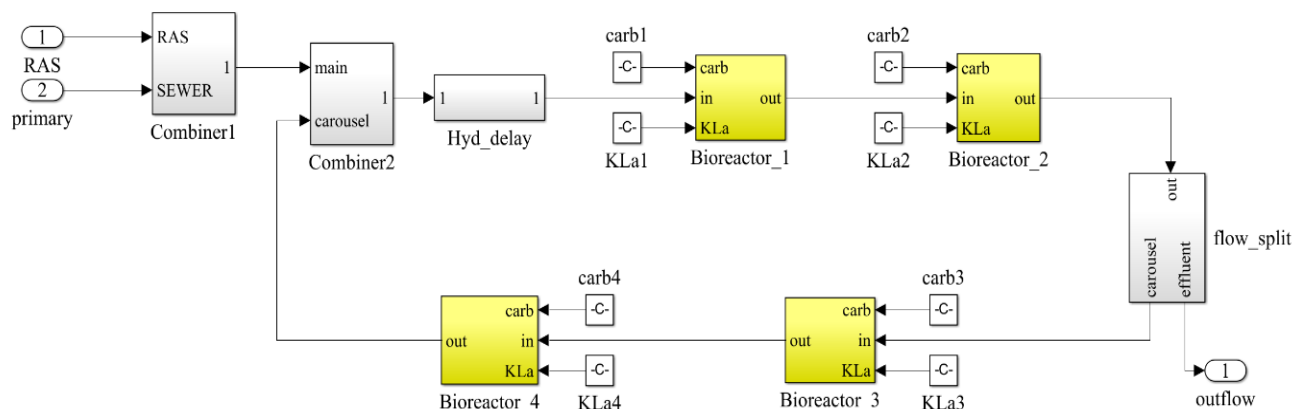 1
RAS
2
primary
RAS
SEWER
1
Combiner1
main
carousel
1
Combiner2
1
1
Hyd_delay
carb1
-C-
-C-
KLa1
carb
in
out
KLa
Bioreactor_1
carb2
-C-
-C-
KLa2
carb
in
out
KLa
Bioreactor_2
out
carousel
effluent
flow_split
1
outflow
carb3
-C-
-C-
KLa3
carb
out
in
KLa
Bioreactor_3
carb4
-C-
-C-
KLa4
carb
out
in
KLa
Bioreactor_4